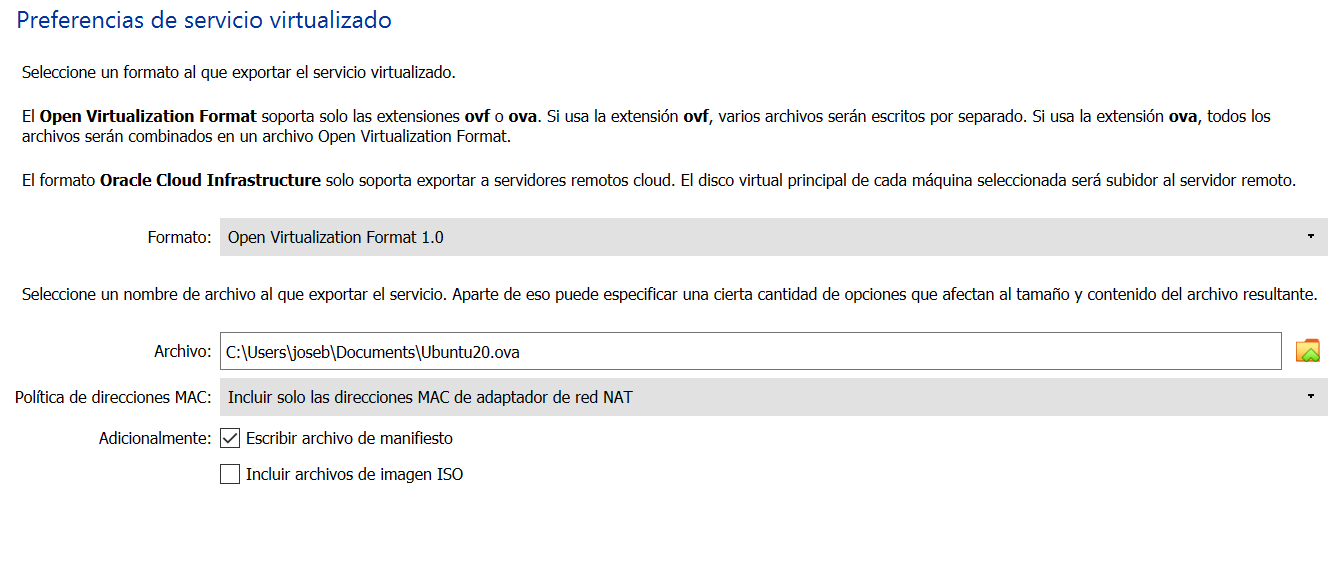 Preferencias de servicio virtualizado
Seleccione un formato al que exportar el servicio virtualizado.
El Open Virtualization Format soporta solo las extensiones ovf o ova. Si usa la extensión ovf, varios archivos serán escritos por separado. Si usa la extensión ova, todos los
archivos serán combinados en un archivo Open Virtualization Format.
El formato Oracle Cloud Infrastructure solo soporta exportar a servidores remotos cloud. El disco virtual principal de cada máquina seleccionada será subidor al servidor remoto.
Formato: Open Virtualization Format 1.0
Seleccione un nombre de archivo al que exportar el servicio. Aparte de eso puede especificar una cierta cantidad de opciones que afectan al tamaño y contenido del archivo resultante.
Archivo: C:\Users\joseb\Documents\Ubuntu20.ova
Política de direcciones MAC: Incluir solo las direcciones MAC de adaptador de red NAT
Adicionalmente: Escribir archivo de manifiesto
Incluir archivos de imagen ISO